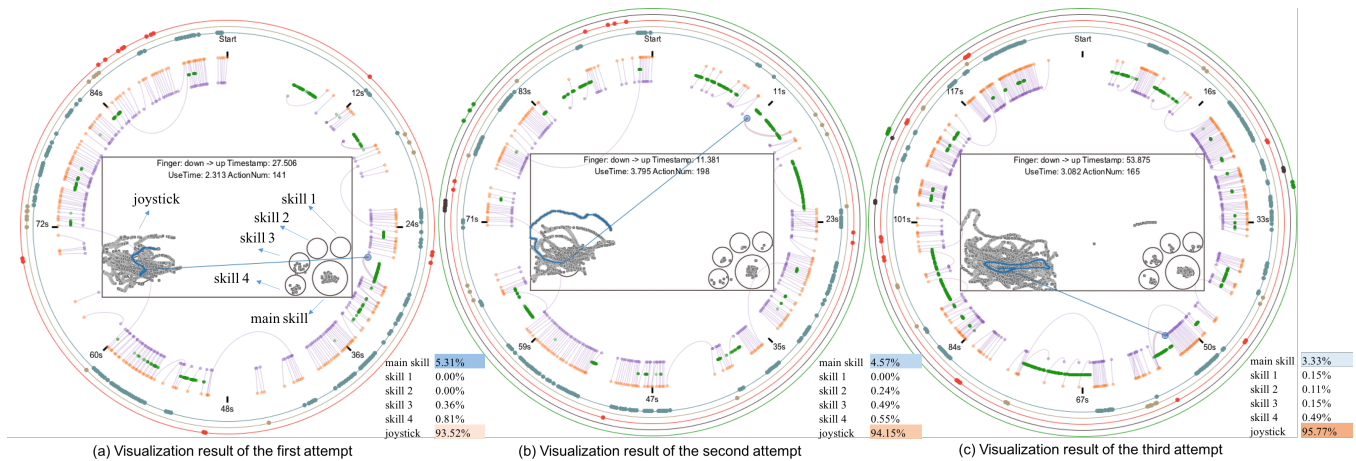 Start
12s
24s
36s
48s
60s
72s
84s
Finger: down -> up Timestamp: 27.506
UseTime: 2.313 ActionNum: 141
joystick
skill 1
skill 2
skill 3
skill 4
main skill
main skill 5.31%
skill 1 0.00%
skill 2 0.00%
skill 3 0.36%
skill 4 0.81%
joystick 93.52%
(a) Visualization result of the first attempt
Start
11s
23s
35s
47s
59s
71s
83s
Finger: down -> up Timestamp: 11.381
UseTime: 3.795 ActionNum: 198
main skill 4.57%
skill 1 0.00%
skill 2 0.24%
skill 3 0.49%
skill 4 0.55%
joystick 94.15%
(b) Visualization result of the second attempt
Start
16s
33s
50s
67s
84s
101s
117s
Finger: down -> up Timestamp: 53.875
UseTime: 3.082 ActionNum: 165
main skill 3.33%
skill 1 0.15%
skill 2 0.11%
skill 3 0.15%
skill 4 0.49%
joystick 95.77%
(c) Visualization result of the third attempt